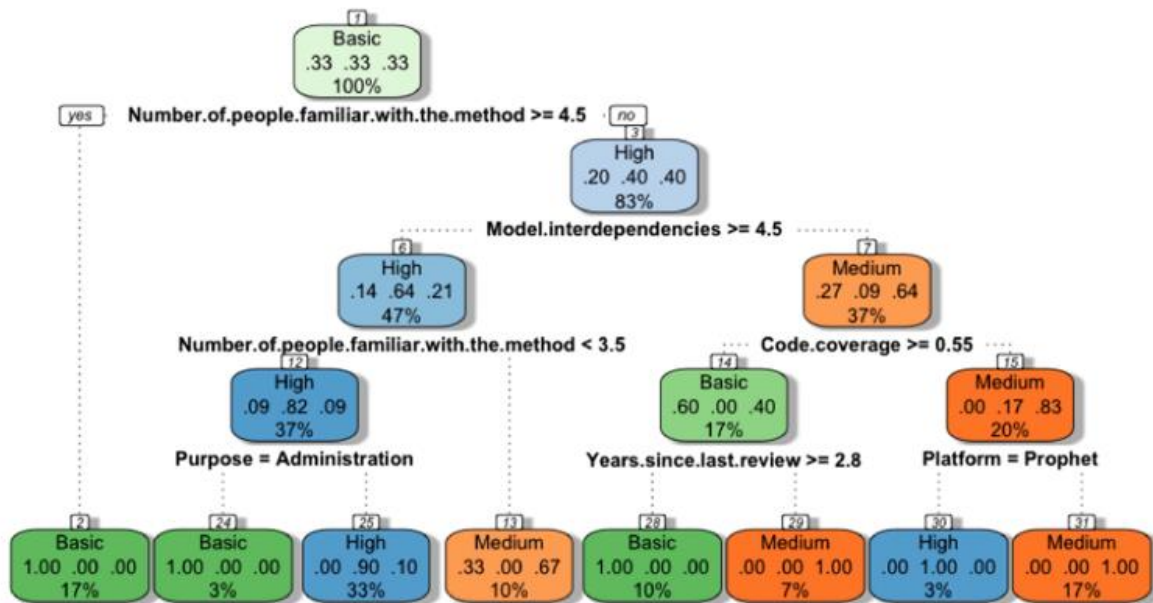 1
Basic
.33 .33 .33
100%
yes Number.of.people.familiar.with.the.method >= 4.5 no
3
High
.20 .40 .40
83%
Model.interdependencies >= 4.5
6 7
High Medium
.14 .64 .21 .27 .09 .64
47% 37%
Number.of.people.familiar.with.the.method < 3.5 Code.coverage >= 0.55
12 14 15
High Basic Medium
.09 .82 .09 .60 .00 .40 .00 .17 .83
37% 17% 20%
Purpose = Administration Years.since.last.review >= 2.8 Platform = Prophet
2 24 25 13 28 29 30 31
Basic Basic High Medium Basic Medium High Medium
1.00 .00 .00 1.00 .00 .00 .00 .90 .10 .33 .00 .67 1.00 .00 .00 .00 .00 1.00 .00 1.00 .00 .00 .00 1.00
17% 3% 33% 10% 10% 7% 3% 17%